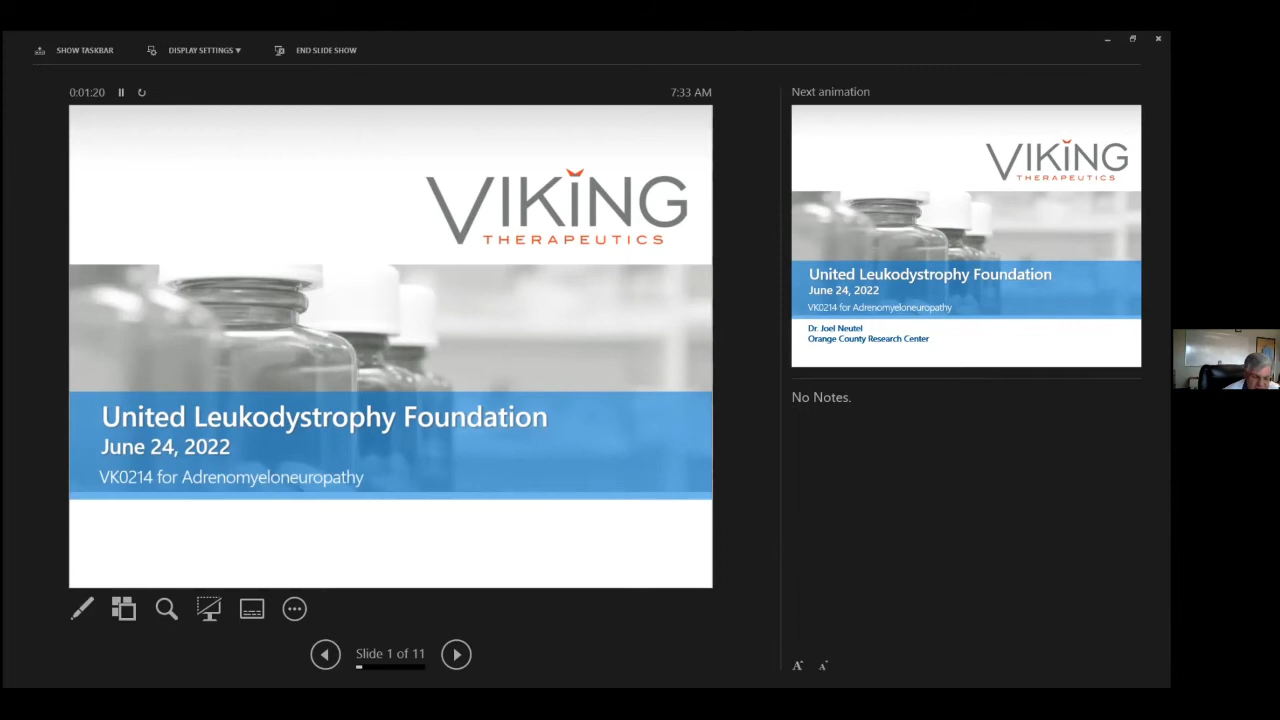 SHOW TASKBAR
DISPLAY SETTINGS ▾
END SLIDE SHOW
0:01:20
7:33 AM
VIKING
THERAPEUTICS
United Leukodystrophy Foundation
June 24, 2022
VK0214 for Adrenomyeloneuropathy
Slide 1 of 11
Next animation
VIKING
THERAPEUTICS
United Leukodystrophy Foundation
June 24, 2022
VK0214 for Adrenomyeloneuropathy
Dr. Joel Neutel
Orange County Research Center
No Notes.
A A